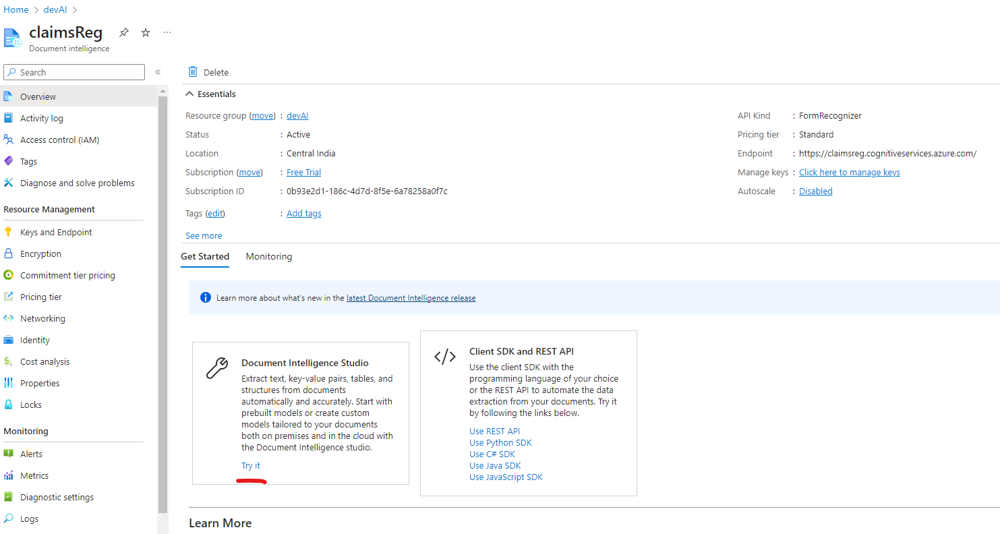 Home > devAI >
claimsReg
Document intelligence
Search
Overview
Activity log
Access control (IAM)
Tags
Diagnose and solve problems
Resource Management
Keys and Endpoint
Encryption
Commitment tier pricing
Pricing tier
Networking
Identity
Cost analysis
Properties
Locks
Monitoring
Alerts
Metrics
Diagnostic settings
Logs
Delete
Essentials
Resource group (move) : devAI
Status : Active
Location : Central India
Subscription (move) : Free Trial
Subscription ID : 0b93e2d1-186c-4d7d-8f5e-6a78258a0f7c
Tags (edit) : Add tags
See more
API Kind : FormRecognizer
Pricing tier : Standard
Endpoint : https://claimsreg.cognitiveservices.azure.com/
Manage keys : Click here to manage keys
Autoscale : Disabled
Get Started Monitoring
Learn more about what's new in the latest Document Intelligence release
Document Intelligence Studio
Extract text, key-value pairs, tables, and
structures from documents
automatically and accurately. Start with
prebuilt models or create custom
models tailored to your documents
both on premises and in the cloud with
the Document Intelligence studio.
Try it
Client SDK and REST API
Use the client SDK with the
programming language of your choice
or the REST API to automate the data
extraction from your documents. Try it
by following the links below.
Use REST API
Use Python SDK
Use C# SDK
Use Java SDK
Use JavaScript SDK
Learn More